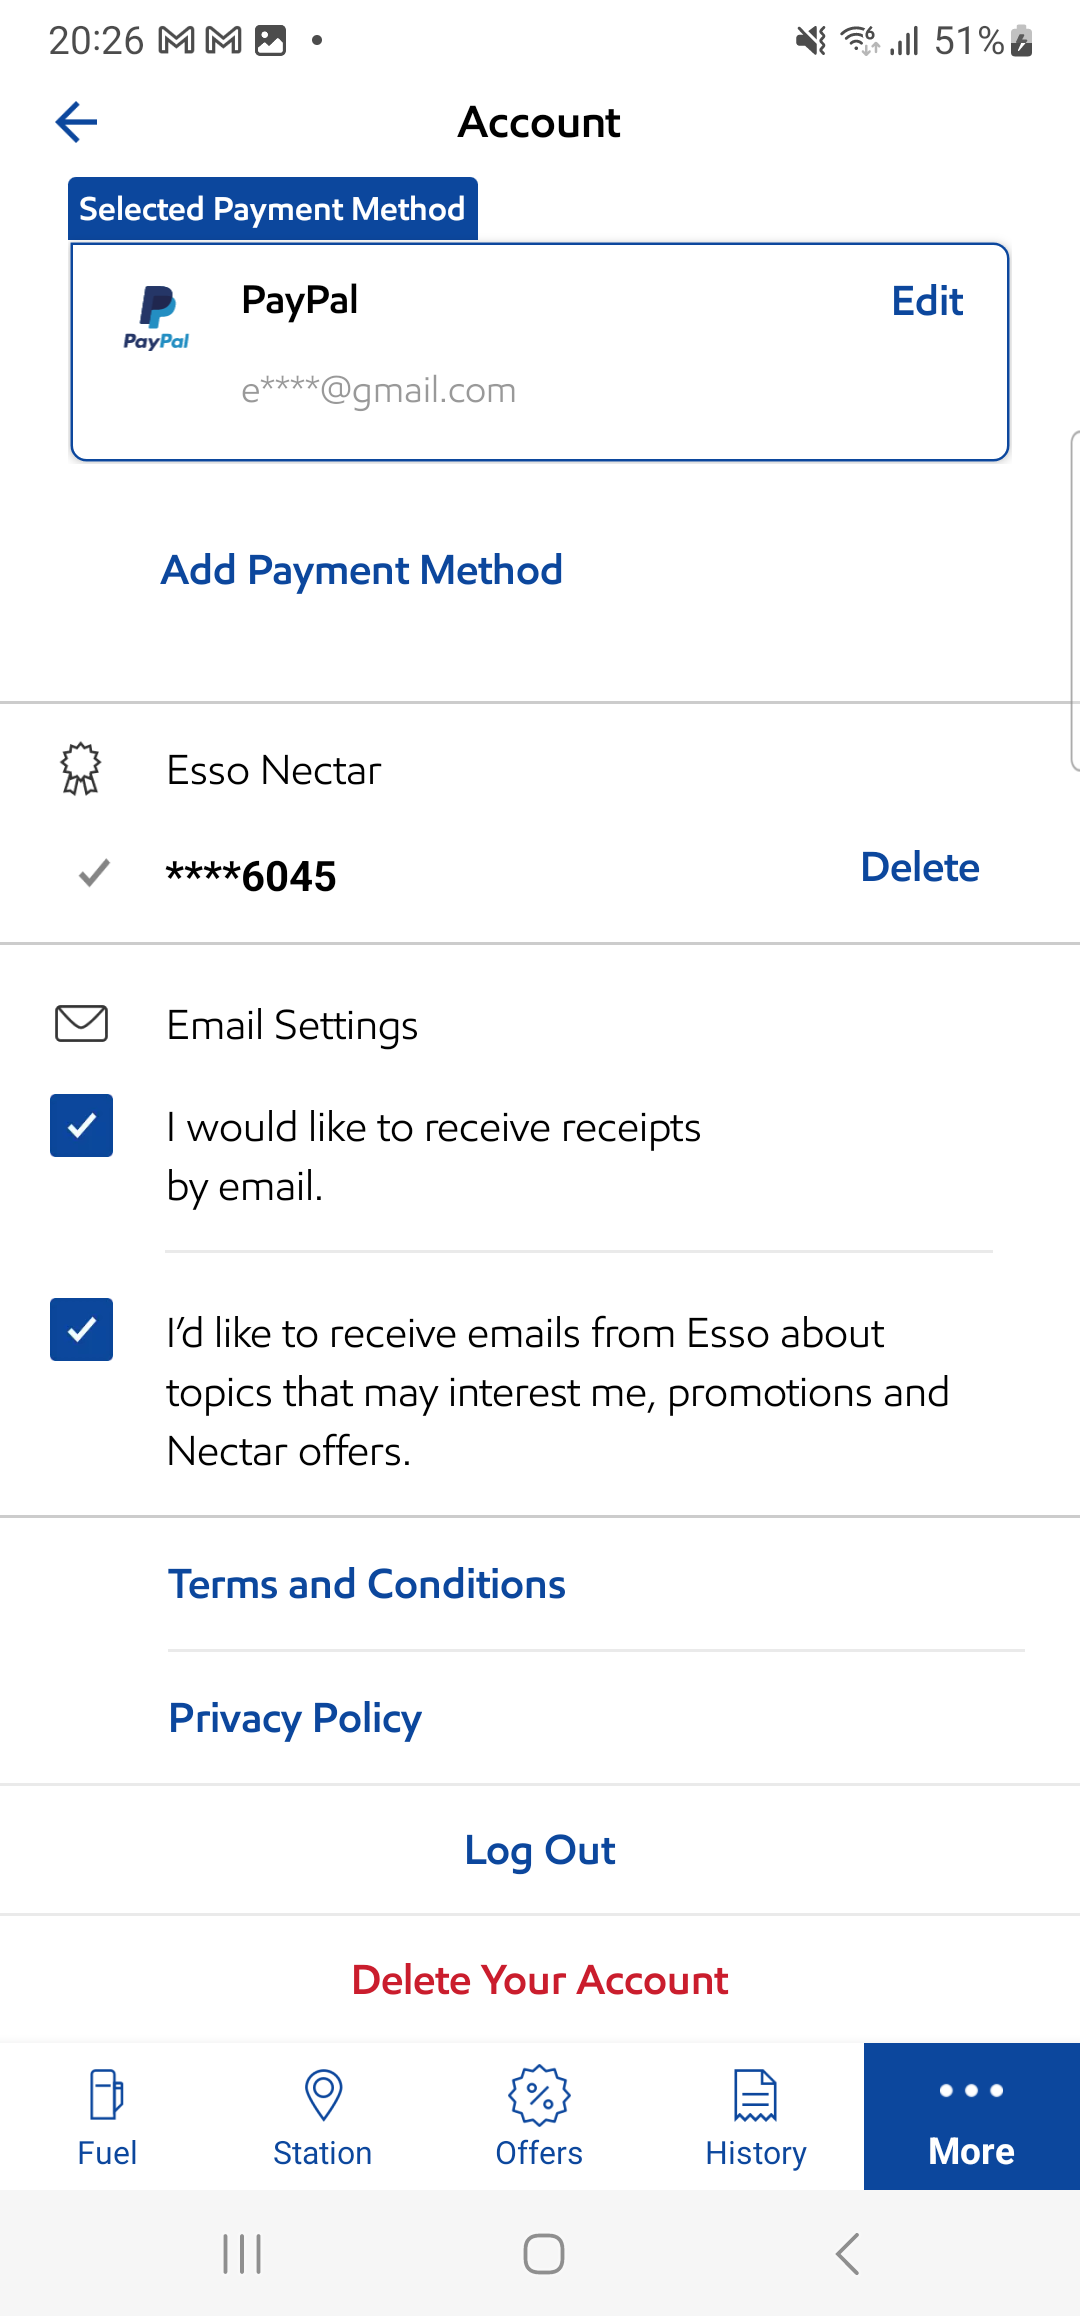 20:26
51%
Account
Selected Payment Method
PayPal
Edit
PayPal
e****@gmail.com
Add Payment Method
Esso Nectar
****6045
Delete
Email Settings
I would like to receive receipts
by email.
I'd like to receive emails from Esso about
topics that may interest me, promotions and
Nectar offers.
Terms and Conditions
Privacy Policy
Log Out
Delete Your Account
Fuel
Station
Offers
History
More